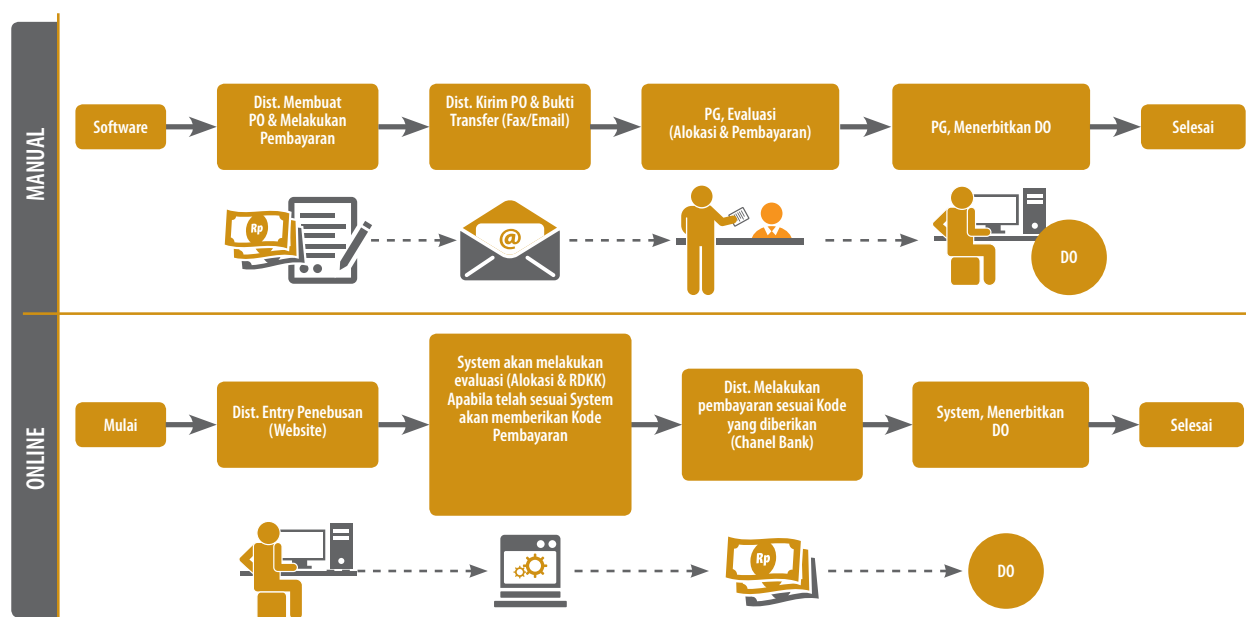 MANUAL
Software
Dist. Membuat
PO & Melakukan
Pembayaran
Dist. Kirim PO & Bukti
Transfer (Fax/Email)
PG, Evaluasi
(Alokasi & Pembayaran)
PG, Menerbitkan DO
Selesai
Rp
@
DO
ONLINE
Mulai
Dist. Entry Penebusan
(Website)
System akan melakukan
evaluasi (Alokasi & RDKK)
Apabila telah sesuai System
akan memberikan Kode
Pembayaran
Dist. Melakukan
pembayaran sesuai Kode
yang diberikan
(Chanel Bank)
System, Menerbitkan
DO
Selesai
Rp
DO